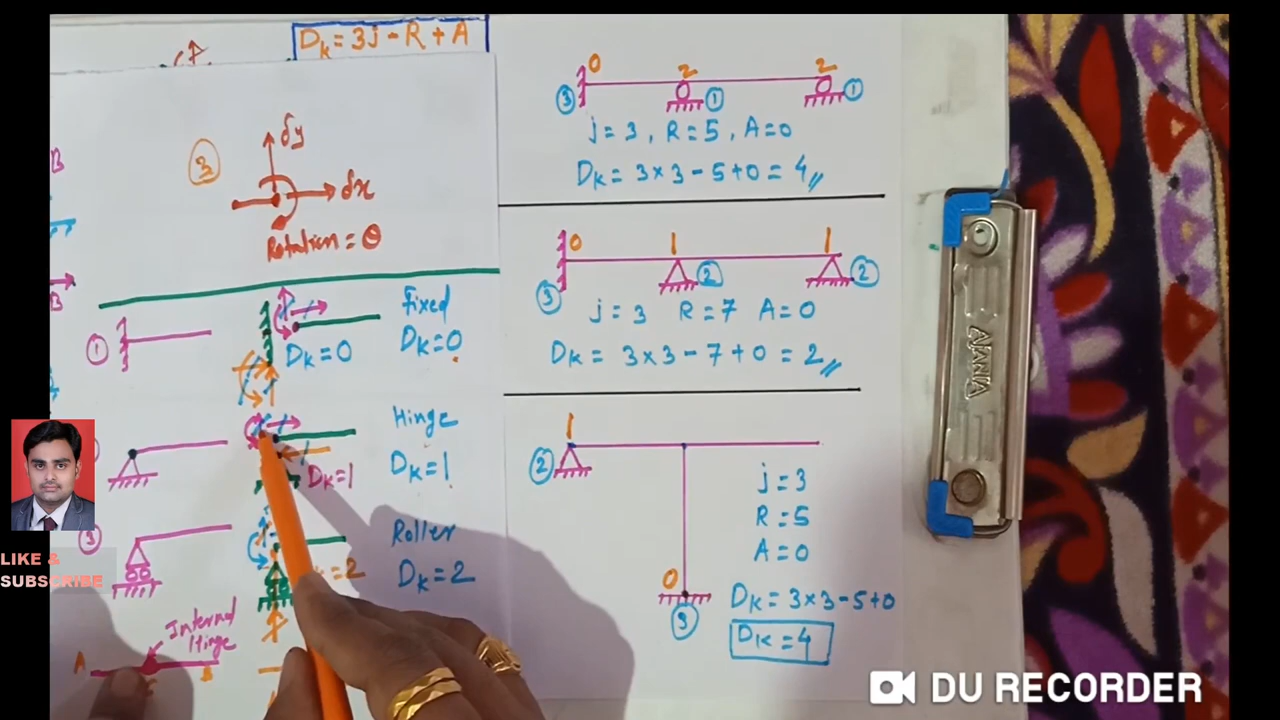 Dk = 3j - R + A
3
δy
δx
Rotation = θ
1
Fixed
Dk=0
Dk=0
Hinge
Dk=1
Dk=1
3
Roller
=2
Dk=2
Internal
Hinge
A
B
B
B
0
2
2
3
1
1
j = 3 , R = 5 , A = 0
Dk = 3×3 - 5 + 0 = 4//
0
1
1
3
2
2
j = 3 R = 7 A = 0
Dk = 3×3 - 7 + 0 = 2//
1
2
j = 3
R = 5
A = 0
0
3
Dk = 3×3-5+0
Dk = 4
AJANTA
LIKE &
SUBSCRIBE
DU RECORDER